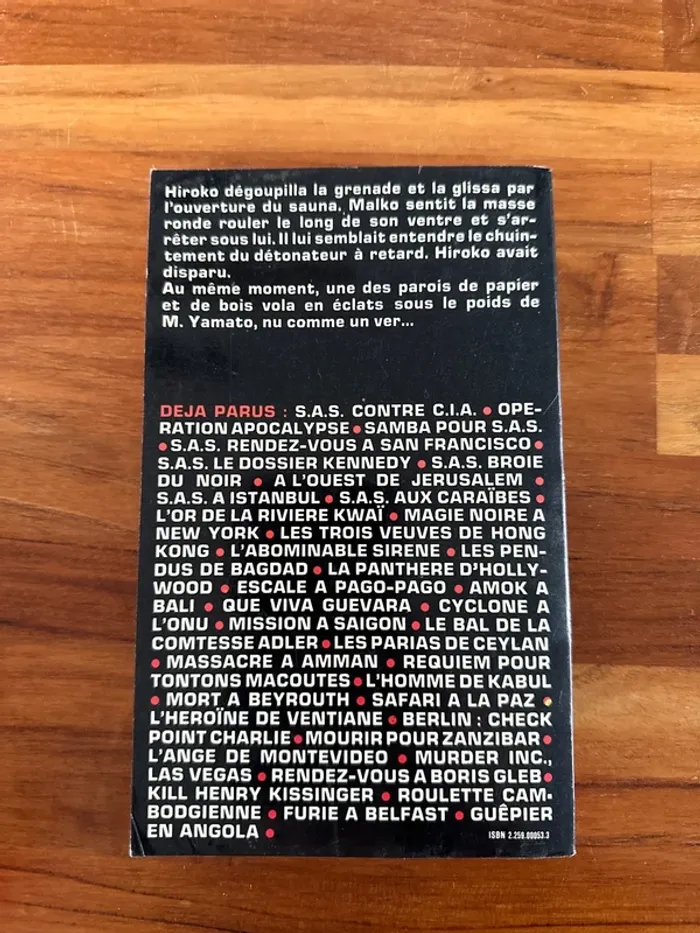 Hiroko dégoupilla la grenade et la glissa par
l'ouverture du sauna. Malko sentit la masse
ronde rouler le long de son ventre et s'ar-
rêter sous lui. Il lui semblait entendre le chuin-
tement du détonateur à retard. Hiroko avait
disparu.
Au même moment, une des parois de papier
et de bois vola en éclats sous le poids de
M. Yamato, nu comme un ver...
DEJA PARUS : S.A.S. CONTRE C.I.A. • OPE-
RATION APOCALYPSE • SAMBA POUR S.A.S.
• S.A.S. RENDEZ-VOUS A SAN FRANCISCO •
S.A.S. LE DOSSIER KENNEDY • S.A.S. BROIE
DU NOIR • A L'OUEST DE JERUSALEM •
S.A.S. A ISTANBUL • S.A.S. AUX CARAÏBES •
L'OR DE LA RIVIERE KWAÏ • MAGIE NOIRE A
NEW YORK • LES TROIS VEUVES DE HONG
KONG • L'ABOMINABLE SIRENE • LES PEN-
DUS DE BAGDAD • LA PANTHERE D'HOLLY-
WOOD • ESCALE A PAGO-PAGO • AMOK A
BALI • QUE VIVA GUEVARA • CYCLONE A
L'ONU • MISSION A SAIGON • LE BAL DE LA
COMTESSE ADLER • LES PARIAS DE CEYLAN
• MASSACRE A AMMAN • REQUIEM POUR
TONTONS MACOUTES • L'HOMME DE KABUL
• MORT A BEYROUTH • SAFARI A LA PAZ •
L'HEROÏNE DE VENTIANE • BERLIN : CHECK
POINT CHARLIE • MOURIR POUR ZANZIBAR •
L'ANGE DE MONTEVIDEO • MURDER INC.,
LAS VEGAS • RENDEZ-VOUS A BORIS GLEB •
KILL HENRY KISSINGER • ROULETTE CAM-
BODGIENNE • FURIE A BELFAST • GUÊPIER
EN ANGOLA •
ISBN 2.259.00053.3